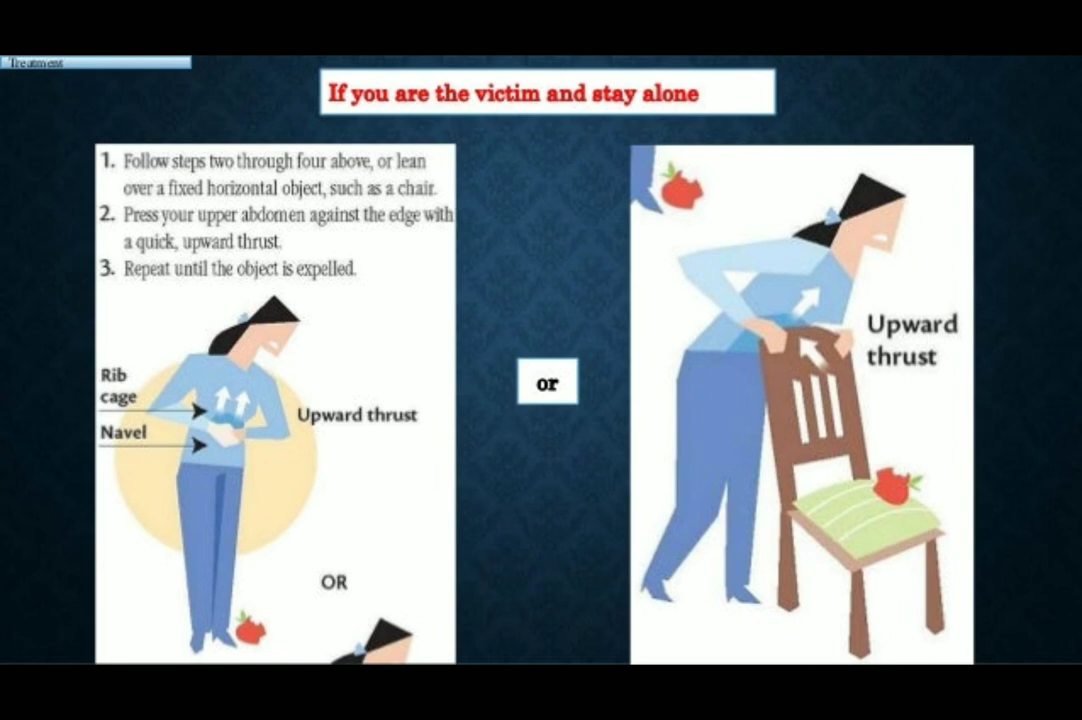 Treatment
If you are the victim and stay alone
1. Follow steps two through four above, or lean
over a fixed horizontal object, such as a chair.
2. Press your upper abdomen against the edge with
a quick, upward thrust.
3. Repeat until the object is expelled.
Rib
cage
Navel
Upward thrust
OR
or
Upward
thrust